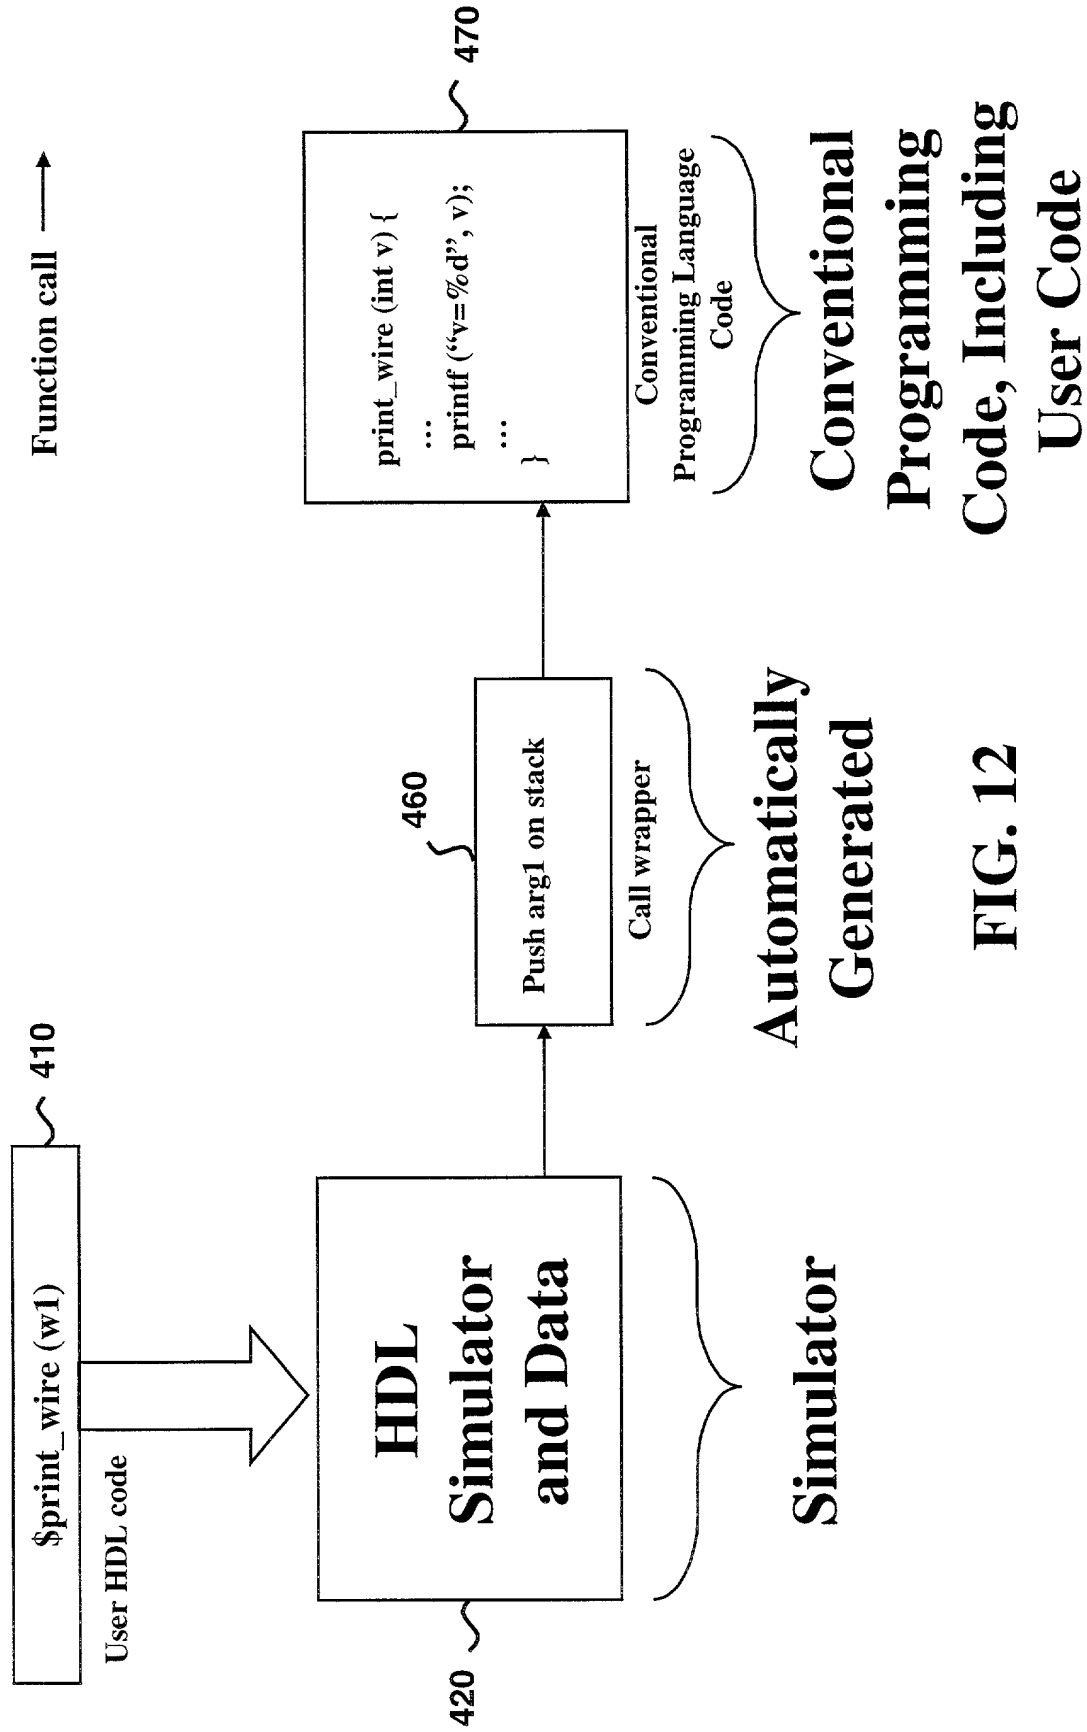 Function call
410
$print_wire (w1)
User HDL code
420
HDL
Simulator
and Data
Simulator
460
Push arg1 on stack
Call wrapper
Automatically
Generated
470
print_wire (int v) {
...
printf (“v=%d”, v);
...
}
Conventional
Programming Language
Code
Conventional
Programming
Code, Including
User Code
FIG. 12